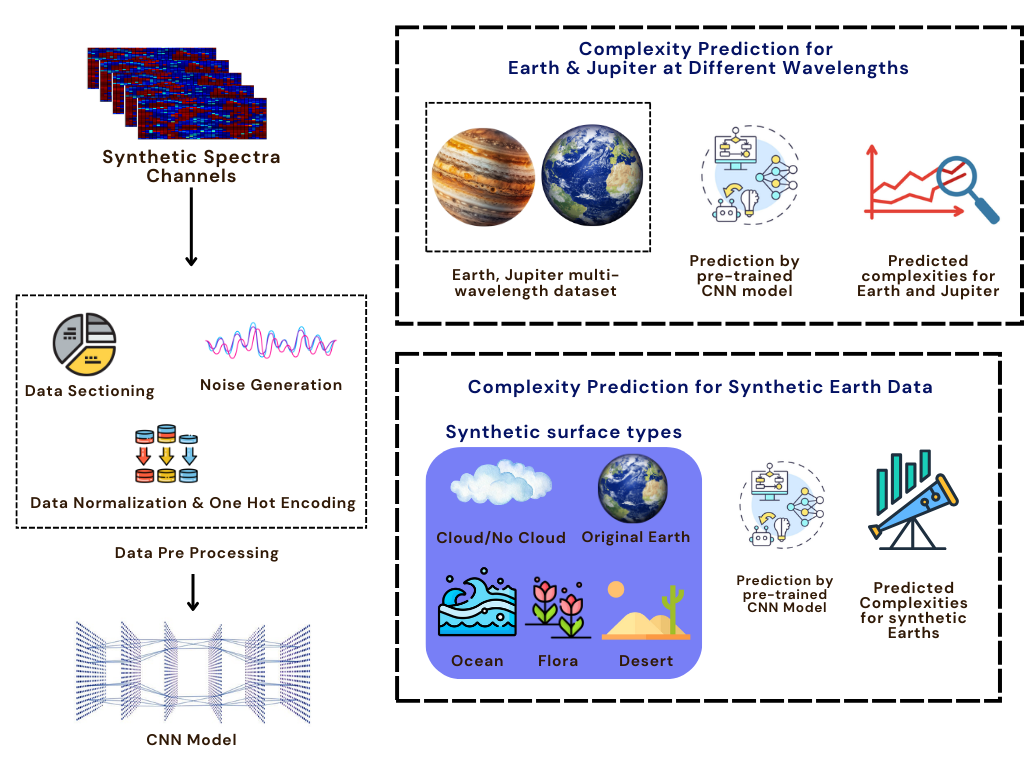 Synthetic Spectra
Channels
Data Sectioning
Noise Generation
Data Normalization & One Hot Encoding
Data Pre Processing
CNN Model
Complexity Prediction for
Earth & Jupiter at Different Wavelengths
Earth, Jupiter multi-
wavelength dataset
Prediction by
pre-trained
CNN model
Predicted
complexities for
Earth and Jupiter
Complexity Prediction for Synthetic Earth Data
Synthetic surface types
Cloud/No Cloud
Original Earth
Ocean
Flora
Desert
Prediction by
pre-trained
CNN Model
Predicted
Complexities
for synthetic
Earths